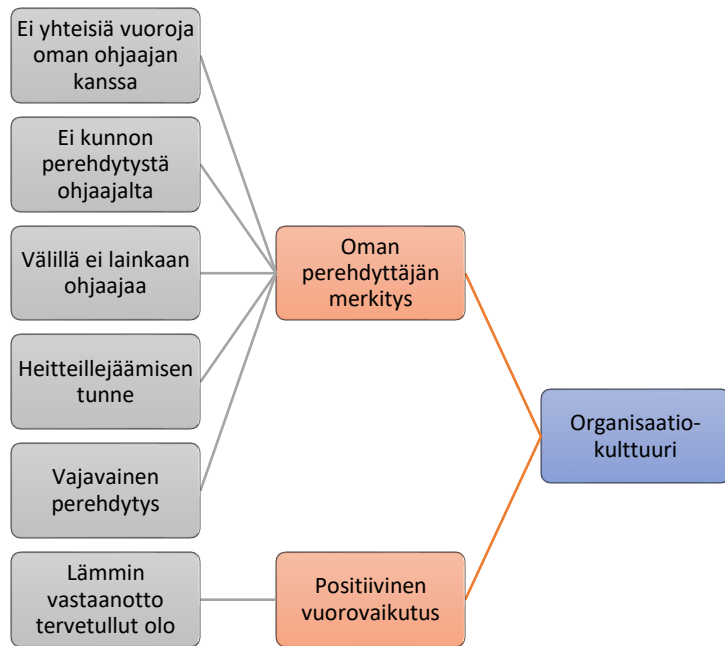 Ei yhteisiä vuoroja
oman ohjaajan
kanssa
Ei kunnon
perehdytystä
ohjaajalta
Välillä ei lainkaan
ohjaajaa
Heitteillejäämisen
tunne
Vajavainen
perehdytys
Lämmin
vastaanotto
tervetullut olo
Oman
perehdyttäjän
merkitys
Positiivinen
vuorovaikutus
Organisaatio-
kulttuuri